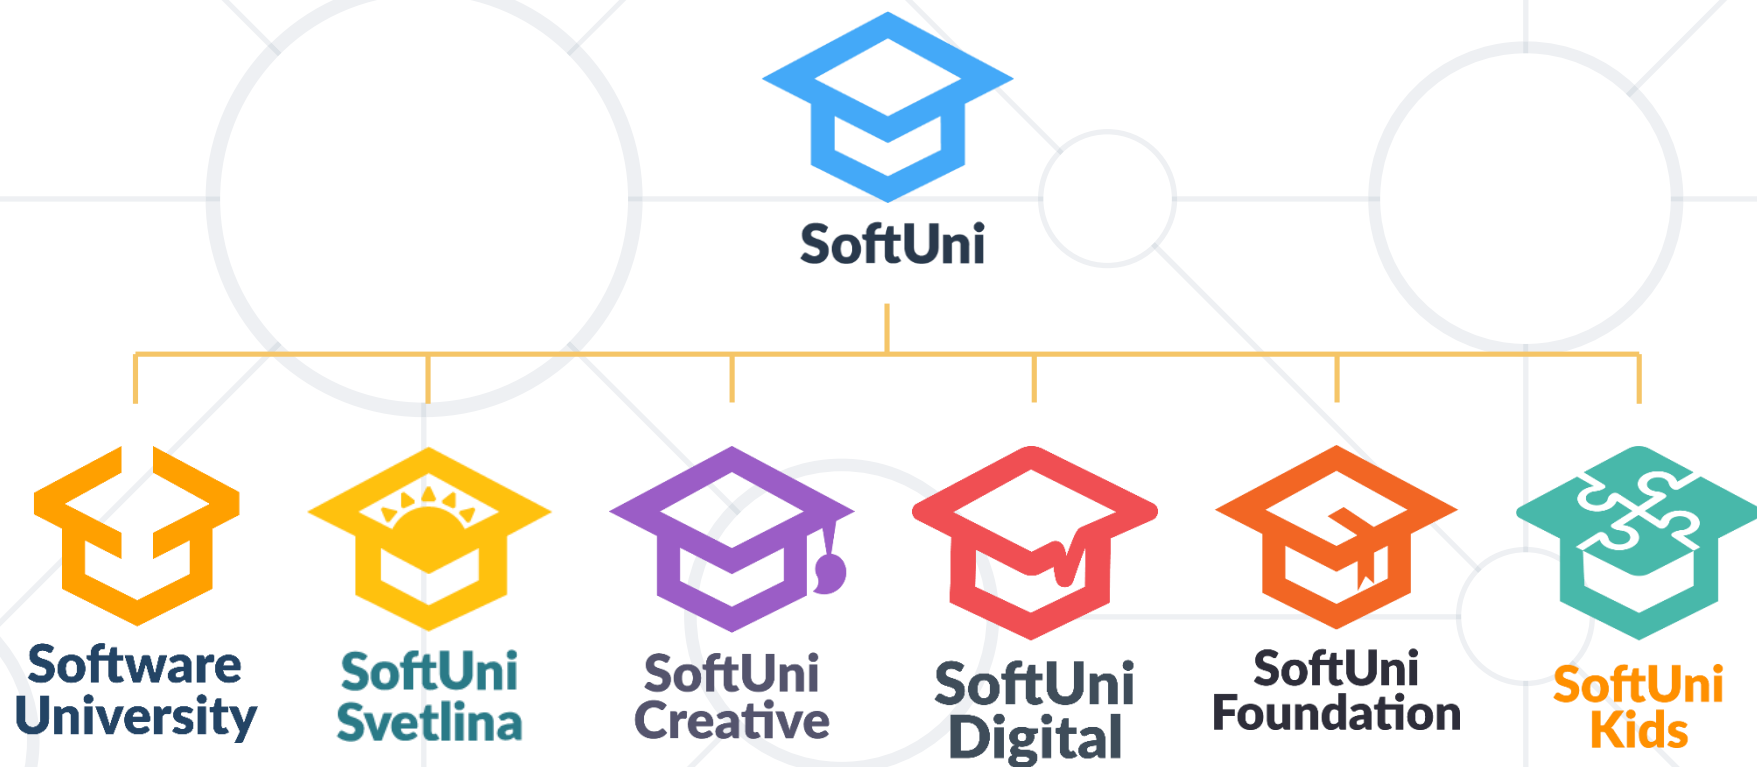 SoftUni
Software
University
SoftUni
Svetlina
SoftUni
Creative
SoftUni
Digital
SoftUni
Foundation
SoftUni
Kids